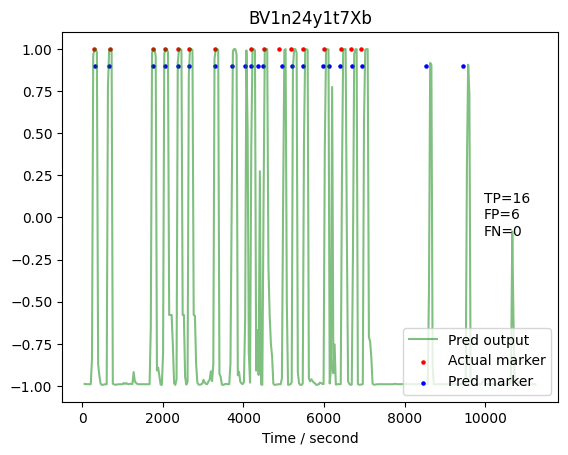 BV1n24y1t7Xb
1.00
0.75
0.50
0.25
0.00
−0.25
−0.50
−0.75
−1.00
TP=16
FP=6
FN=0
Pred output
Actual marker
Pred marker
0 2000 4000 6000 8000 10000
Time / second